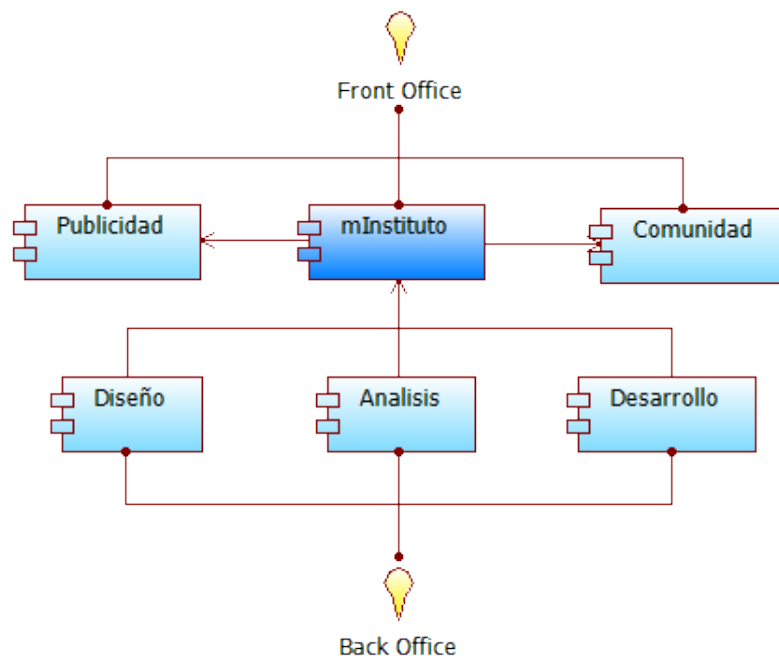 Front Office
Publicidad
mInstituto
Comunidad
Diseño
Analisis
Desarrollo
Back Office